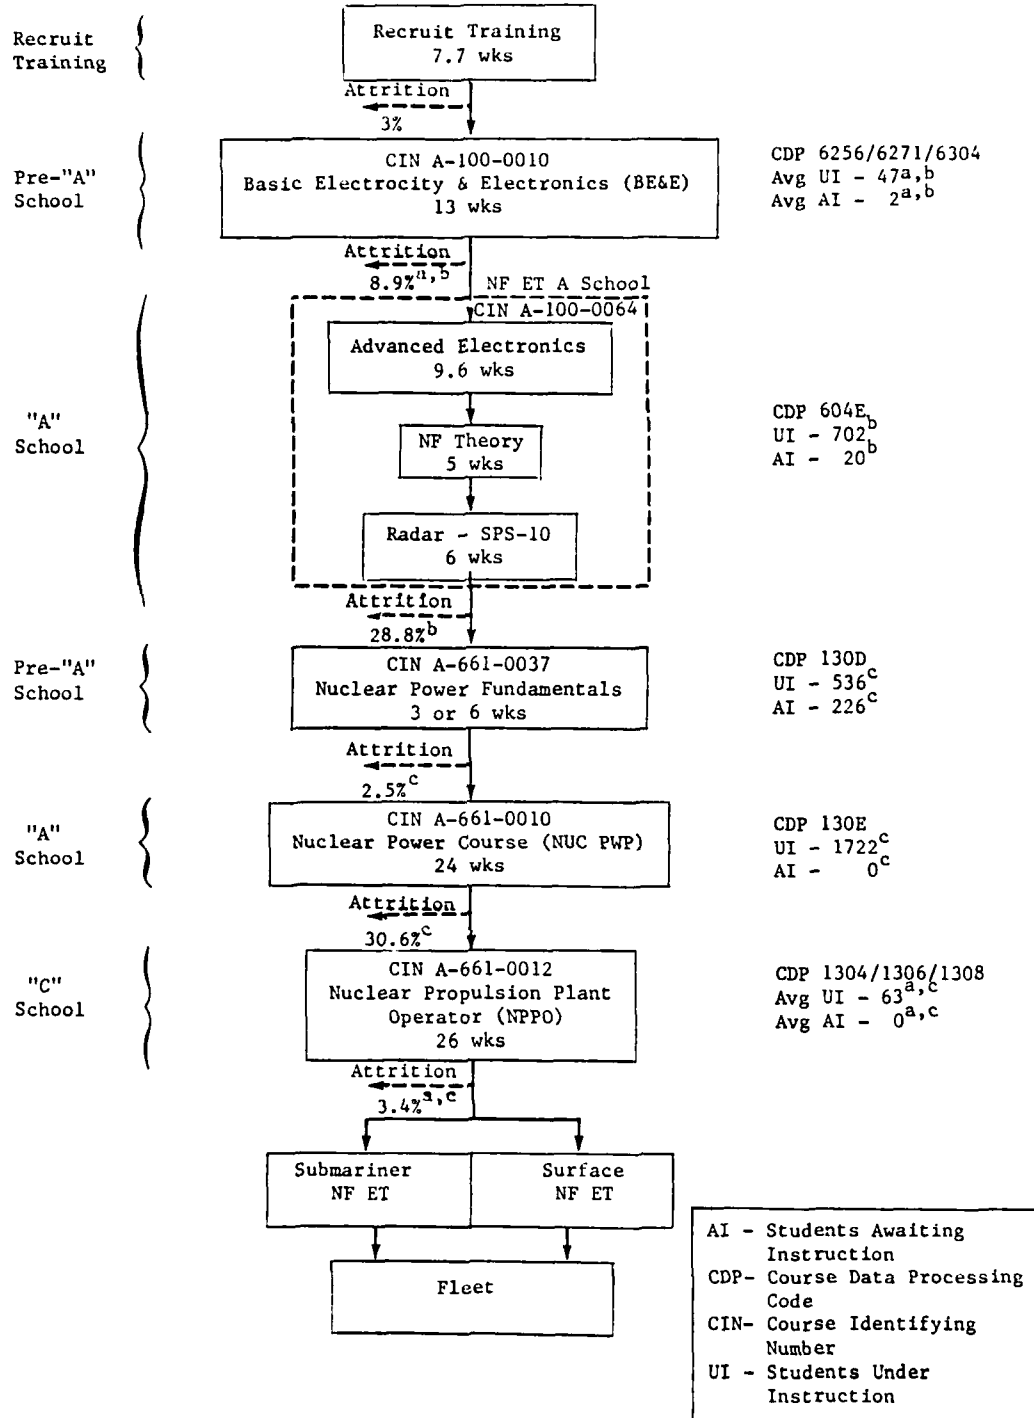 Recruit
Training
Recruit Training
7.7 wks
Attrition
3%
Pre-"A"
School
CIN A-100-0010
Basic Electrocity & Electronics (BE&E)
13 wks
CDP 6256/6271/6304
Avg UI - 47a,b
Avg AI - 2a,b
Attrition
8.9%a,b
NF ET A School
CIN A-100-0064
"A"
School
Advanced Electronics
9.6 wks
NF Theory
5 wks
Radar - SPS-10
6 wks
CDP 604E
UI - 702b
AI - 20b
Attrition
28.8%b
Pre-"A"
School
CIN A-661-0037
Nuclear Power Fundamentals
3 or 6 wks
CDP 130D
UI - 536c
AI - 226c
Attrition
2.5%c
"A"
School
CIN A-661-0010
Nuclear Power Course (NUC PWP)
24 wks
CDP 130E
UI - 1722c
AI - 0c
Attrition
30.6%c
"C"
School
CIN A-661-0012
Nuclear Propulsion Plant
Operator (NPPO)
26 wks
CDP 1304/1306/1308
Avg UI - 63a,c
Avg AI - 0a,c
Attrition
3.4%a,c
Submariner
NF ET
Surface
NF ET
Fleet
AI - Students Awaiting
Instruction
CDP- Course Data Processing
Code
CIN- Course Identifying
Number
UI - Students Under
Instruction